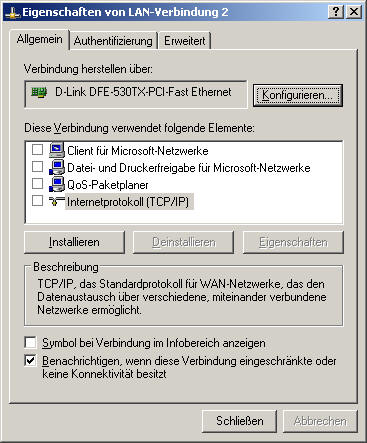 Eigenschaften von LAN-Verbindung 2
Allgemein Authentifizierung Erweitert
Verbindung herstellen über:
D-Link DFE-530TX-PCI-Fast Ethernet Konfigurieren...
Diese Verbindung verwendet folgende Elemente:
Client für Microsoft-Netzwerke
Datei- und Druckerfreigabe für Microsoft-Netzwerke
QoS-Paketplaner
Internetprotokoll (TCP/IP)
Installieren Deinstallieren Eigenschaften
Beschreibung
TCP/IP, das Standardprotokoll für WAN-Netzwerke, das den
Datenaustausch über verschiedene, miteinander verbundene
Netzwerke ermöglicht.
Symbol bei Verbindung im Infobereich anzeigen
Benachrichtigen, wenn diese Verbindung eingeschränkte oder
keine Konnektivität besitzt
Schließen Abbrechen